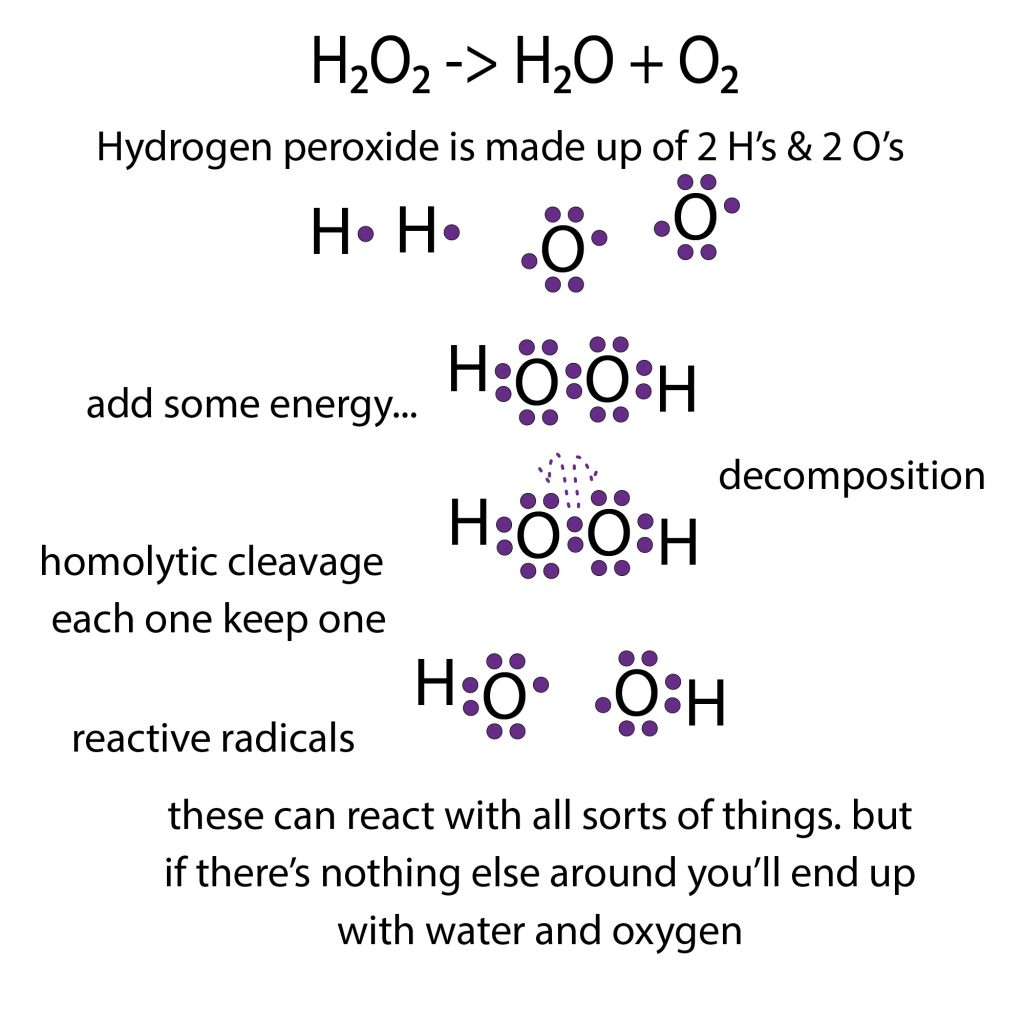 H₂O₂ -> H₂O + O₂
Hydrogen peroxide is made up of 2 H’s & 2 O’s
H H O O
H O O H
add some energy...
decomposition
H O O H
homolytic cleavage
each one keep one
H O O H
reactive radicals
these can react with all sorts of things. but
if there’s nothing else around you’ll end up
with water and oxygen